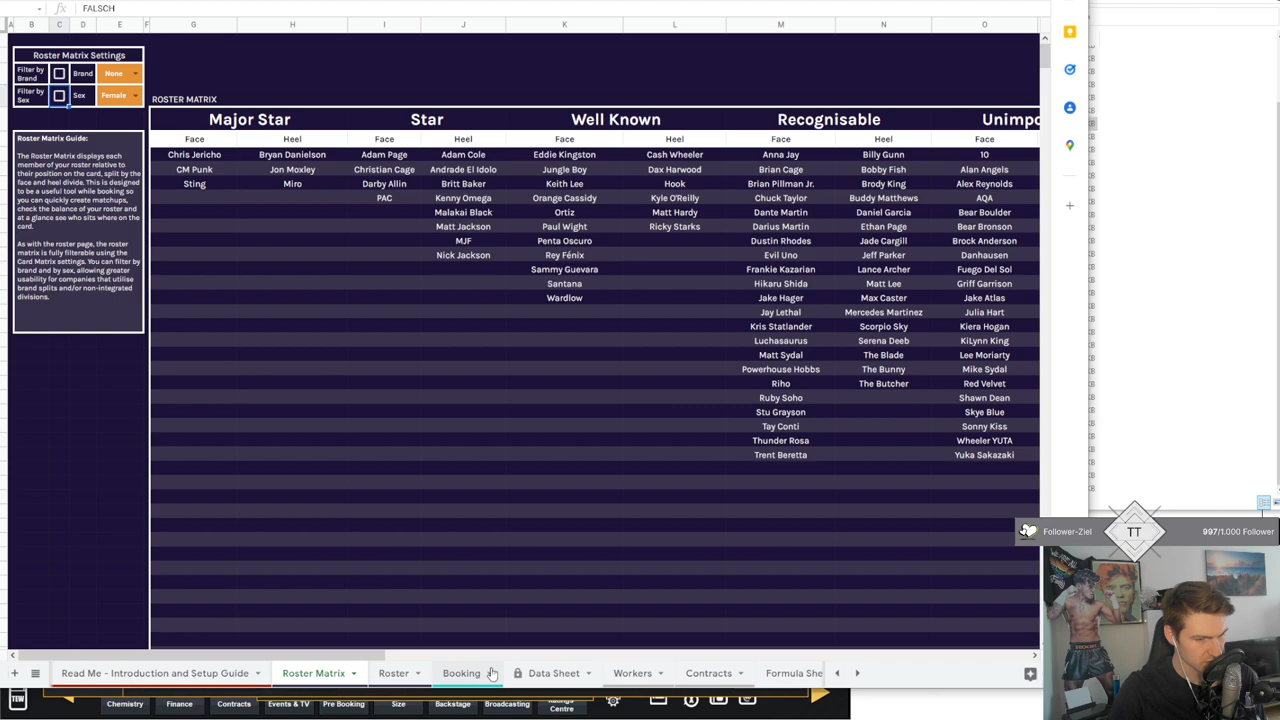 FALSCH
A B C D E F G H I J K L M N O
Roster Matrix Settings
Filter by Brand Brand None
Filter by Sex Sex Female
ROSTER MATRIX
Major Star Star Well Known Recognisable Unimpo
Face Heel Face Heel Face Heel Face Heel Face
Chris Jericho Bryan Danielson Adam Page Adam Cole Eddie Kingston Cash Wheeler Anna Jay Billy Gunn 10
CM Punk Jon Moxley Christian Cage Andrade El Idolo Jungle Boy Dax Harwood Brian Cage Bobby Fish Alan Angels
Sting Miro Darby Allin Britt Baker Keith Lee Hook Brian Pillman Jr. Brody King Alex Reynolds
PAC Kenny Omega Orange Cassidy Kyle O'Reilly Chuck Taylor Buddy Matthews AQA
Malakai Black Ortiz Matt Hardy Dante Martin Daniel Garcia Bear Boulder
Matt Jackson Paul Wight Ricky Starks Darius Martin Ethan Page Bear Bronson
MJF Penta Oscuro Dustin Rhodes Jade Cargill Brock Anderson
Nick Jackson Rey Fénix Evil Uno Jeff Parker Danhausen
Sammy Guevara Frankie Kazarian Lance Archer Fuego Del Sol
Santana Hikaru Shida Matt Lee Griff Garrison
Wardlow Jake Hager Max Caster Jake Atlas
Jay Lethal Mercedes Martinez Julia Hart
Kris Statlander Scorpio Sky Kiera Hogan
Luchasaurus Serena Deeb KiLynn King
Matt Sydal The Blade Lee Moriarty
Powerhouse Hobbs The Bunny Mike Sydal
Riho The Butcher Red Velvet
Ruby Soho Shawn Dean
Stu Grayson Skye Blue
Tay Conti Sonny Kiss
Thunder Rosa Wheeler YUTA
Trent Beretta Yuka Sakazaki
Roster Matrix Guide:
The Roster Matrix displays each
member of your roster relative to
their position on the card, split by the
face and heel divide. This is designed
to be a useful tool while booking so
you can quickly create matchups,
check the balance of your roster and
at a glance see who sits where on the
card.
As with the roster page, the roster
matrix is fully filterable using the
Card Matrix settings. You can filter by
brand and by sex, allowing greater
usability for companies that utilise
brand splits and/or non-integrated
divisions.
Follower-Ziel TT 997/1.000 Follower
Read Me - Introduction and Setup Guide Roster Matrix Roster Booking Data Sheet Workers Contracts Formula She
TEW Chemistry Finance Contracts Events & TV Pre Booking Size Backstage Broadcasting Ratings Centre